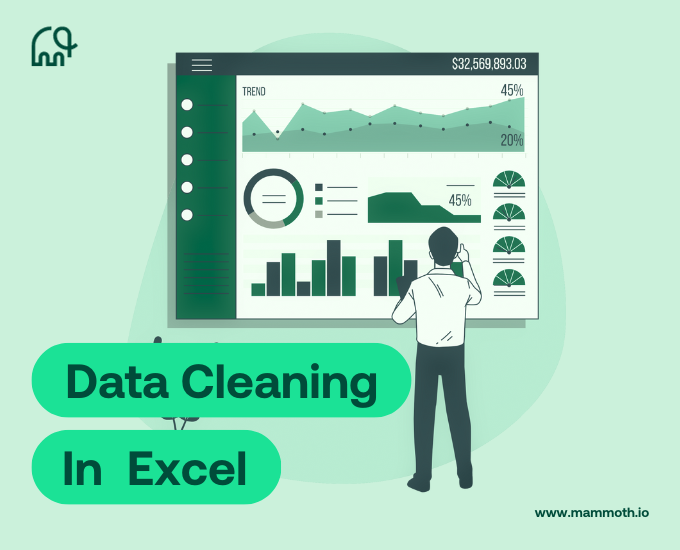 $32,569,893.03
TREND
45%
20%
45%
Data Cleaning
In Excel
www.mammoth.io